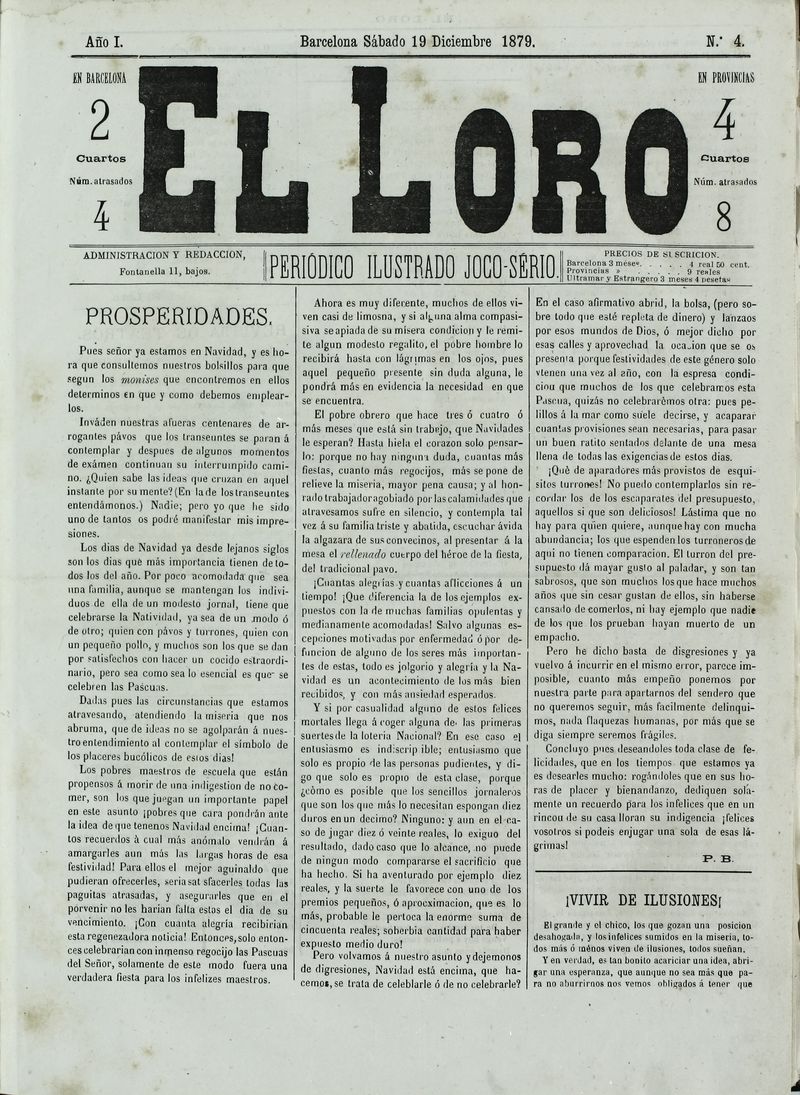 Año I.
Barcelona Sábado 19 Diciembre 1879.
N.º 4.
EN BARCELONA
2
Cuartos
Núm. atrasados
4
EL LORO
EN PROVINCIAS
4
Cuartos
Núm. atrasados
8
ADMINISTRACION Y REDACCION,
Fontanella 11, bajos.
PERIÓDICO ILUSTRADO JOCO-SÉRIO.
PRECIOS DE SUSCRICION.
Barcelona 3 meses. . . . . 4 real 50 cent.
Provincias » . . . . . 9 reales
Ultramar y Estrangero 3 meses 4 pesetas
PROSPERIDADES.
Pues señor ya estamos en Navidad, y es ho-
ra que consultemos nuestros bolsillos para que
segun los monises que encontremos en ellos
determinos en que y como debemos emplear-
los.
Inváden nuestras afueras centenares de ar-
rogantes pávos que los transeuntes se paran á
contemplar y despues de algunos momentos
de exámen continuan su interrumpido cami-
no. ¿Quien sabe las ideas que cruzan en aquel
instante por su mente? (En la de los transeuntes
entendámonos.) Nadie; pero yo que he sido
uno de tantos os podré manifestar mis impre-
siones.
Los dias de Navidad ya desde lejanos siglos
son los dias que más importancia tienen de to-
dos los del año. Por poco acomodada que sea
una familia, aunque se mantengan los indivi-
duos de ella de un modesto jornal, tiene que
celebrarse la Natividad, ya sea de un modo ó
de otro; quien con pávos y turrones, quien con
un pequeño pollo, y muchos son los que se dan
por satisfechos con hacer un cocido estraordi-
nario, pero sea como sea lo esencial es que se
celebren las Pascuas.
Dadas pues las circunstancias que estamos
atravesando, atendiendo la miseria que nos
abruma, que de ideas no se agolparán á nues-
tro entendimiento al contemplar el símbolo de
los placeres bucólicos de estos dias!
Los pobres maestros de escuela que están
propensos á morir de una indigestion de no co-
mer, son los que juegan un importante papel
en este asunto ¡pobres que cara pondrán ante
la idea de que tenenos Navidad encima! ¡Cuan-
tos recuerdos à cual más anómalo vendrán á
amargarles aun más las largas horas de esa
festividad! Para ellos el mejor aguinaldo que
pudieran ofrecerles, seria satisfacerles todas las
paguitas atrasadas, y asegurarles que en el
porvenir no les harian falta estas el dia de su
vencimiento. ¡Con cuanta alegría recibirian
esta regenezadora noticia! Entonces, solo enton-
ces celebrarian con inmenso regocijo las Pascuas
del Señor, solamente de este modo fuera una
verdadera fiesta para los infelizes maestros.
Ahora es muy diferente, muchos de ellos vi-
ven casi de limosna, y si alguna alma compasi-
siva se apiada de su misera condicion y le remi-
te algun modesto regalito, el pobre hombre lo
recibirá hasta con lágrimas en los ojos, pues
aquel pequeño presente sin duda alguna, le
pondrá más en evidencia la necesidad en que
se encuentra.
El pobre obrero que hace tres ó cuatro ó
más meses que está sin trabejo, que Navidades
le esperan? Hasta hiela el corazon solo pensar-
lo: porque no hay ninguna duda, cuantas más
fiestas, cuanto más regocijos, más se pone de
relieve la miseria, mayor pena causa; y al hon-
rado trabajador agobiado por las calamidades que
atravesamos sufre en silencio, y contempla tal
vez á su familia triste y abatida, escuchar ávida
la algazara de sus convecinos, al presentar á la
mesa el rellenado cuerpo del héroe de la fiesta,
del tradicional pavo.
¡Cuantas alegrías y cuantas aflicciones á un
tiempo! ¡Que diferencia la de los ejemplos ex-
puestos con la de muchas familias opulentas y
medianamente acomodadas! Salvo algunas es-
cepciones motivadas por enfermedad ó por de-
funcion de alguno de los seres más importan-
tes de estas, todo es jolgorio y alegría y la Na-
vidad es un acontecimiento de los más bien
recibidos, y con más ansiedad esperados.
Y si por casualidad alguno de estos felices
mortales llega á coger alguna de las primeras
suertes de la lotería Nacional? En ese caso el
entusiasmo es indiscrip ible; entusiasmo que
solo es propio de las personas pudientes, y di-
go que solo es propio de esta clase, porque
¿cómo es posible que los sencillos jornaleros
que son los que más lo necesitan espongan diez
duros en un decimo? Ninguno: y aun en el ca-
so de jugar diez ó veinte reales, lo exiguo del
resultado, dado caso que lo alcance, no puede
de ningun modo compararse el sacrificio que
ha hecho. Si ha aventurado por ejemplo diez
reales, y la suerte le favorece con uno de los
premios pequeños, ó aprocximacion, que es lo
más, probable le pertoca la enorme suma de
cincuenta reales; soberbia cantidad para haber
expuesto medio duro!
Pero volvamos á nuestro asunto y dejemonos
de digresiones, Navidad está encima, que ha-
cemos, se trata de celeblarle ó de no celebrarle?
En el caso afirmativo abrid, la bolsa, (pero so-
bre todo que esté repleta de dinero) y lanzaos
por esos mundos de Dios, ó mejor dicho por
esas calles y aprovechad la ocasion que se os
presenta porque festividades de este género solo
vtenen una vez al año, con la espresa condi-
ciou que muchos de los que celebramos esta
Pascua, quizás no celebrarèmos otra: pues pe-
lillos á la mar como suele decirse, y acaparar
cuantas provisiones sean necesarias, para pasar
un buen ratito sentados delante de una mesa
llena de todas las exigencias de estos dias.
¡Qué de aparadores más provistos de esqui-
sitos turrones! No puedo contemplarlos sin re-
cordar los de los escaparates del presupuesto,
aquellos si que son deliciosos! Lástima que no
hay para quien quiere, aunque hay con mucha
abundancia; los que espenden los turroneros de
aqui no tienen comparacion. El turron del pre-
supuesto dá mayor gusto al paladar, y son tan
sabrosos, que son muchos los que hace muchos
años que sin cesar gustan de ellos, sin haberse
cansado de comerlos, ni hay ejemplo que nadie
de los que los prueban hayan muerto de un
empacho.
Pero he dicho basta de disgresiones y ya
vuelvo á incurrir en el mismo error, parece im-
posible, cuanto más empeño ponemos por
nuestra parte para apartarnos del sendero que
no queremos seguir, más facilmente delinqui-
mos, nada flaquezas humanas, por más que se
diga siempre seremos frágiles.
Concluyo pues deseandoles toda clase de fe-
licidades, que en los tiempos que estamos ya
es desearles mucho: rogándoles que en sus ho-
ras de placer y bienandanzo, dediquen sola-
mente un recuerdo para los infelices que en un
rincou de su casa lloran su indigencia ¡felices
vosotros si podeis enjugar una sola de esas lá-
grimas!
P. B.
¡VIVIR DE ILUSIONES¡
El grande y el chico, los que gozan una posicion
desahogada, y los infelices sumidos en la miseria, to-
dos más ó ménos viven de ilusiones, todos sueñan.
Y en verdad, es tan bonito acariciar una idea, abri-
gar una esperanza, que aunque no sea más que pa-
ra no aburrirnos nos vemos obligados á tener que